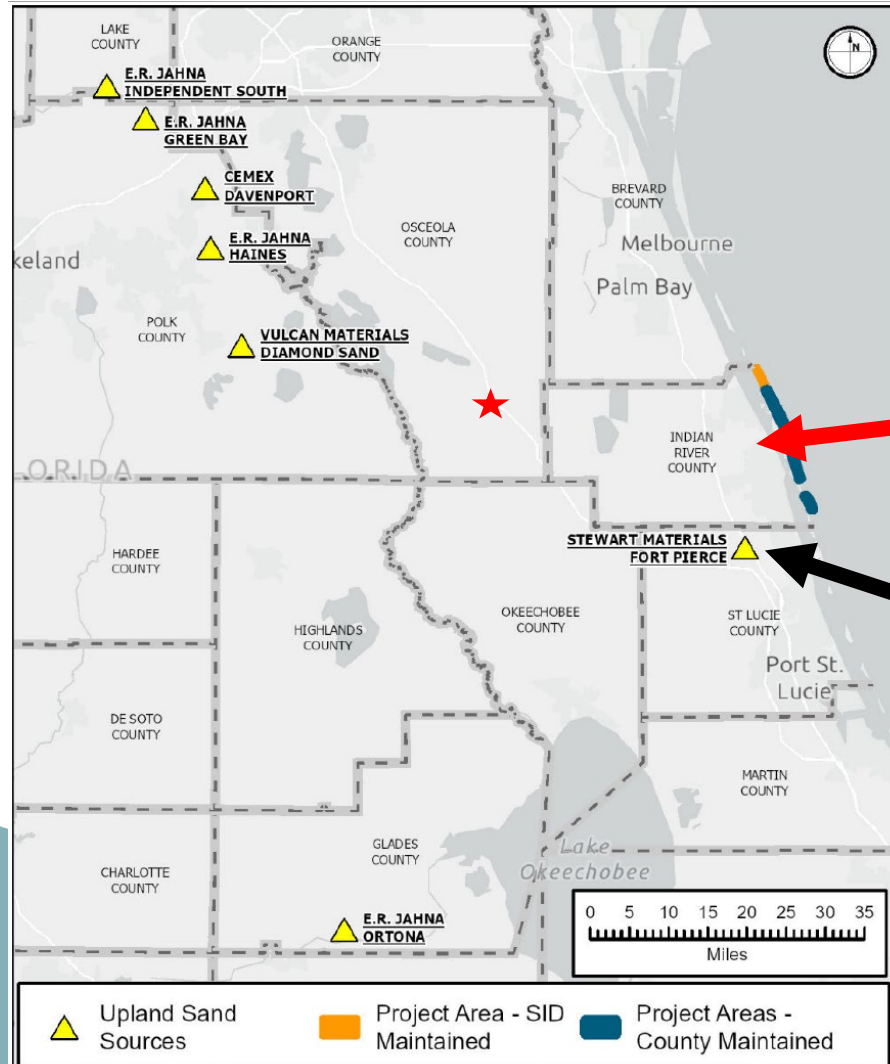 LAKE
COUNTY
ORANGE
COUNTY
N
E.R. JAHNA
INDEPENDENT SOUTH
E.R. JAHNA
GREEN BAY
CEMEX
DAVENPORT
BREVARD
COUNTY
OSCEOLA
COUNTY
E.R. JAHNA
HAINES
Melbourne
keland
Palm Bay
POLK
COUNTY
VULCAN MATERIALS
DIAMOND SAND
INDIAN
RIVER
COUNTY
LORIDA
STEWART MATERIALS
FORT PIERCE
HARDEE
COUNTY
OKEECHOBEE
COUNTY
ST LUCIE
COUNTY
HIGHLANDS
COUNTY
Port St.
Lucie
DE SOTO
COUNTY
MARTIN
COUNTY
GLADES
COUNTY
Lake
Okeechobee
CHARLOTTE
COUNTY
E.R. JAHNA
ORTONA
0 5 10 15 20 25 30 35
Miles
Upland Sand
Sources
Project Area - SID
Maintained
Project Areas -
County Maintained